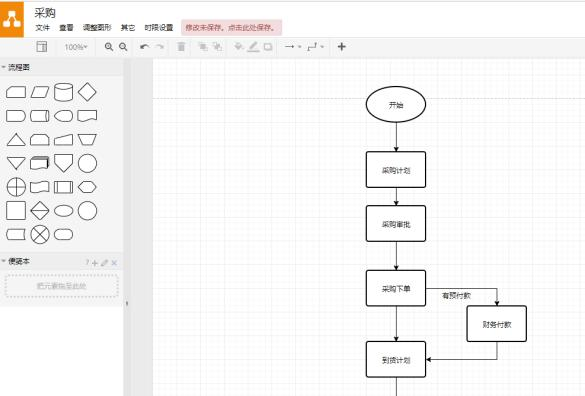 采购
文件 查看 调整图形 其它 时限设置 修改未保存。点击此处保存。
100%
流程图
便笺本 ?
把元素拖至此处
开始
采购计划
采购审批
采购下单
有预付款
财务付款
到货计划